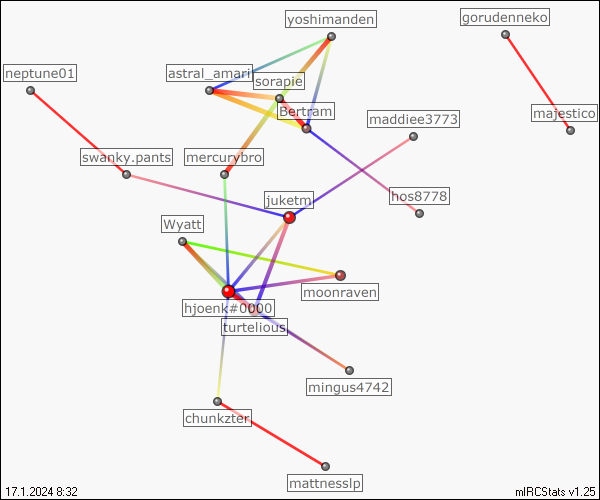 yoshimanden
gorudenneko
neptune01
astral_amaril
sorapie
Bertram
majestico
maddiee3773
swanky.pants
mercurybro
juketm
hos8778
Wyatt
moonraven
hjoenk#0000
turtelious
mingus4742
chunkzter
mattnesslp
17.1.2024 8:32
mIRCStats v1.25